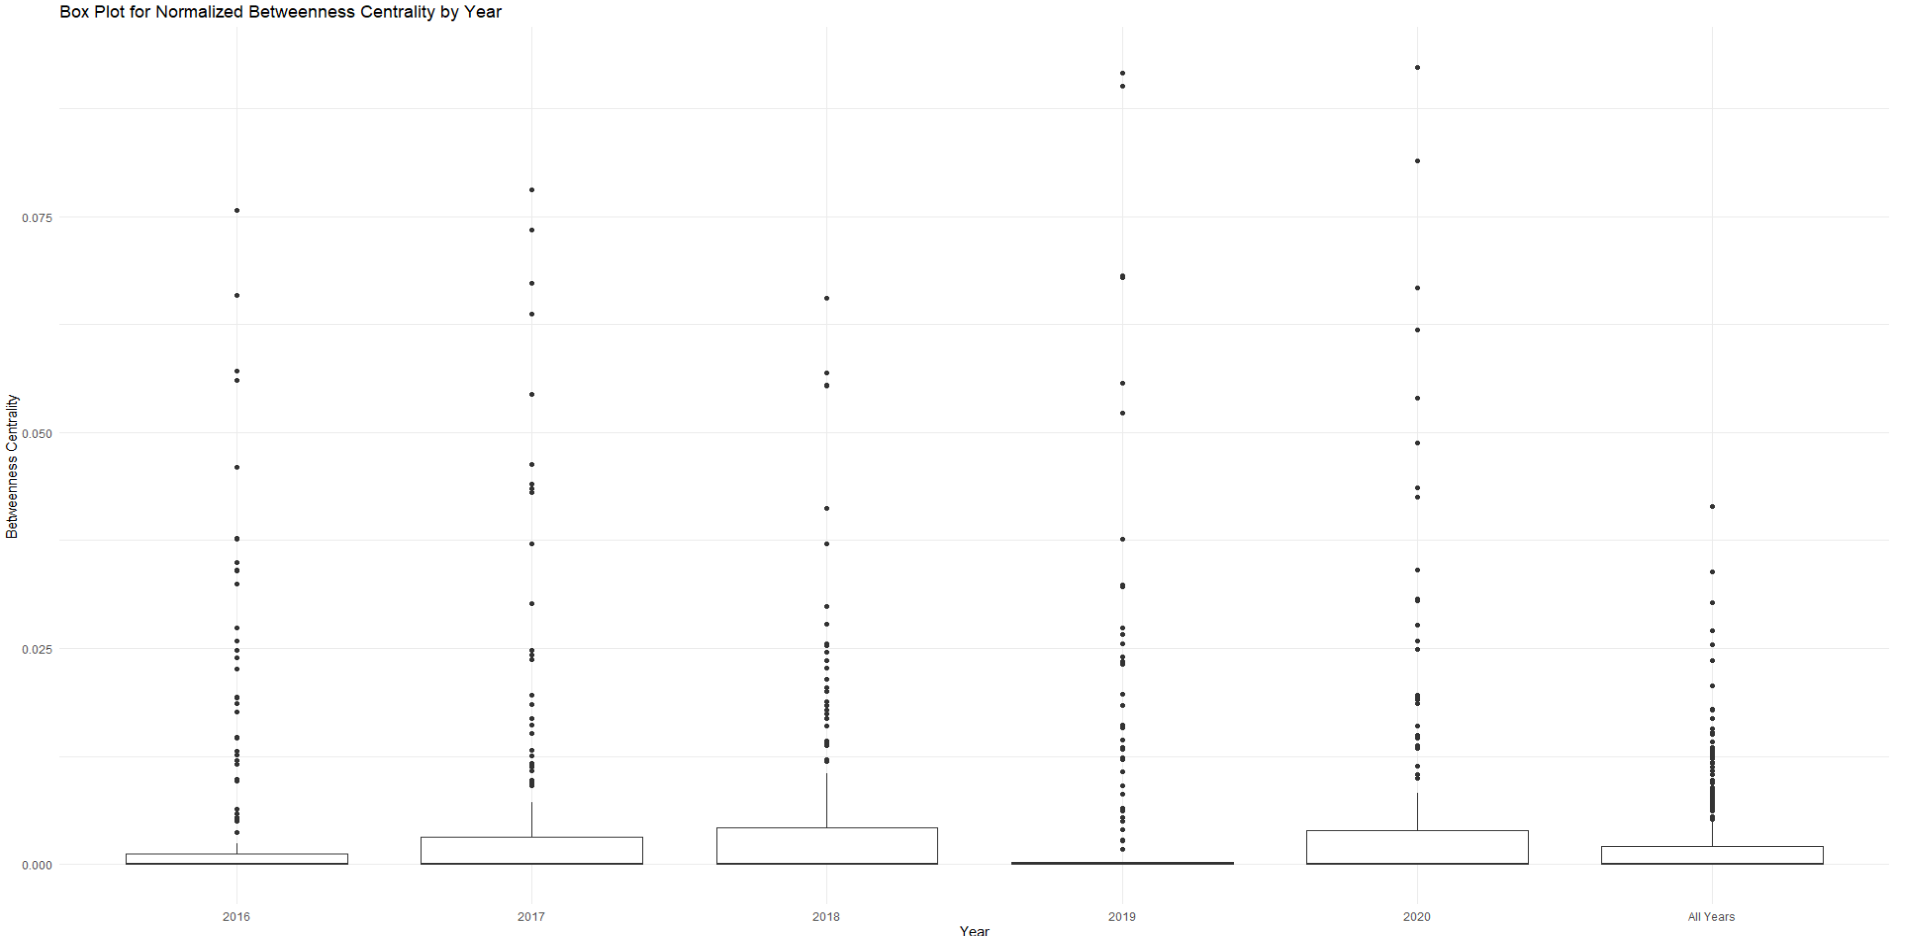 Box Plot for Normalized Betweenness Centrality by Year
Betweenness Centrality
0.075
0.050
0.025
0.000
2016 2017 2018 2019 2020 All Years
Year